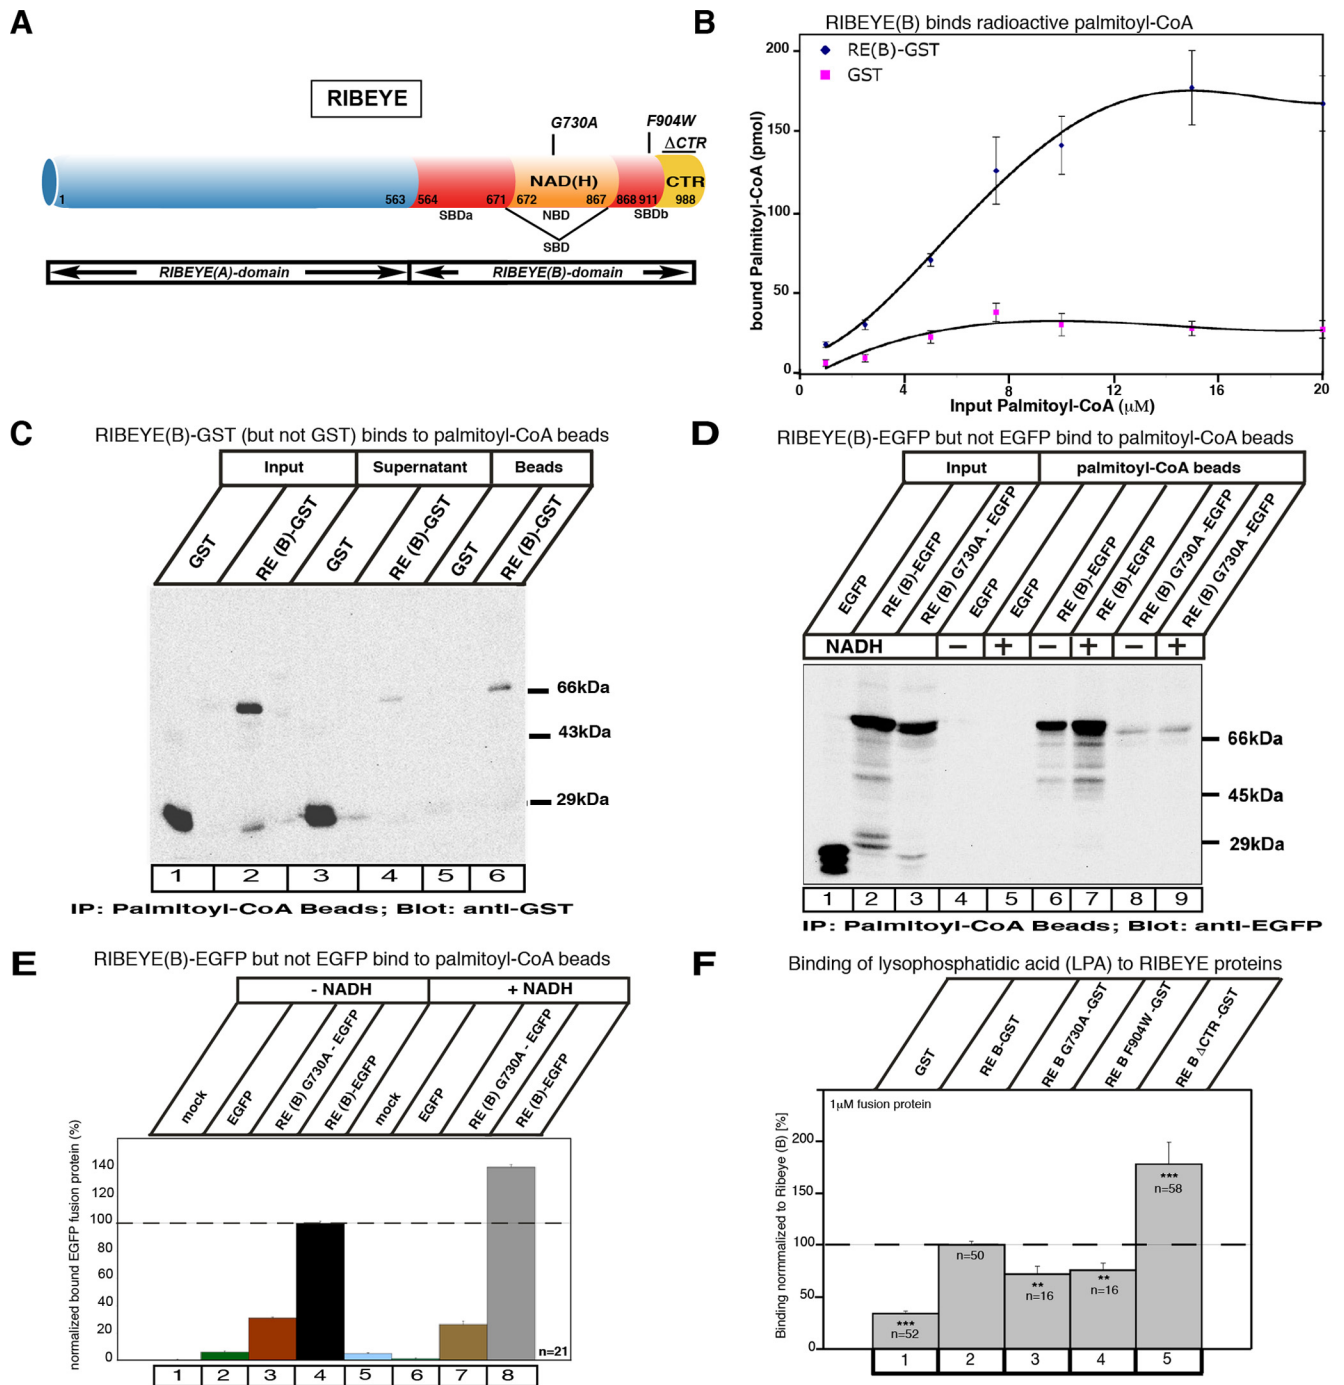 A
RIBEYE
G730A
F904W
ΔCTR
NAD(H)
CTR
1
563
564
671
672
867
868
911
988
SBDa
NBD
SBDb
SBD
RIBEYE(A)-domain
RIBEYE(B)-domain
B
RIBEYE(B) binds radioactive palmitoyl-CoA
RE(B)-GST
GST
bound Palmitoyl-CoA (pmol)
200
150
100
50
0
0
4
8
12
16
20
Input Palmitoyl-CoA (μM)
C
RIBEYE(B)-GST (but not GST) binds to palmitoyl-CoA beads
Input
Supernatant
Beads
GST
RE (B)-GST
GST
RE (B)-GST
GST
RE (B)-GST
66kDa
43kDa
29kDa
1 2 3 4 5 6
IP: Palmitoyl-CoA Beads; Blot: anti-GST
D
RIBEYE(B)-EGFP but not EGFP bind to palmitoyl-CoA beads
Input
palmitoyl-CoA beads
EGFP
RE (B)-EGFP
RE (B) G730A - EGFP
EGFP
EGFP
RE (B)-EGFP
RE (B)-EGFP
RE (B) G730A -EGFP
RE (B) G730A -EGFP
NADH − + − + − +
66kDa
45kDa
29kDa
1 2 3 4 5 6 7 8 9
IP: Palmitoyl-CoA Beads; Blot: anti-EGFP
E
RIBEYE(B)-EGFP but not EGFP bind to palmitoyl-CoA beads
- NADH
+ NADH
mock
EGFP
RE (B) G730A - EGFP
RE (B)-EGFP
mock
EGFP
RE (B) G730A - EGFP
RE (B)-EGFP
normalized bound EGFP fusion protein (%)
140
120
100
80
60
40
20
0
n=21
1 2 3 4 5 6 7 8
F
Binding of lysophosphatidic acid (LPA) to RIBEYE proteins
GST
RE B-GST
RE B G730A -GST
RE B F904W -GST
RE B ΔCTR -GST
1μM fusion protein
Binding normmalized to Ribeye (B) [%]
200
150
100
50
0
***
n=52
n=50
**
n=16
**
n=16
***
n=58
1 2 3 4 5